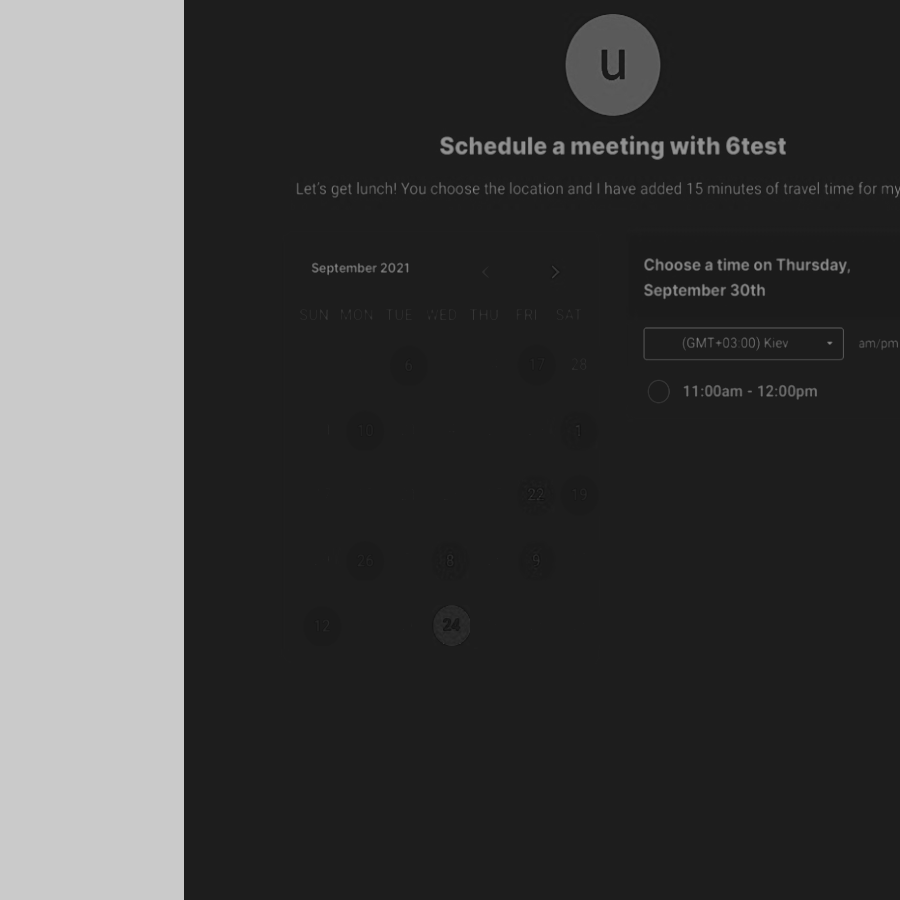 u
Schedule a meeting with 6test
Let's get lunch! You choose the location and I have added 15 minutes of travel time for my
September 2021
Choose a time on Thursday,
September 30th
SUN MON TUE WED THU FRI SAT
(GMT+03:00) Kiev
am/pm
6 17 28
11:00am - 12:00pm
10 1
22 19
26 8 4
12 24